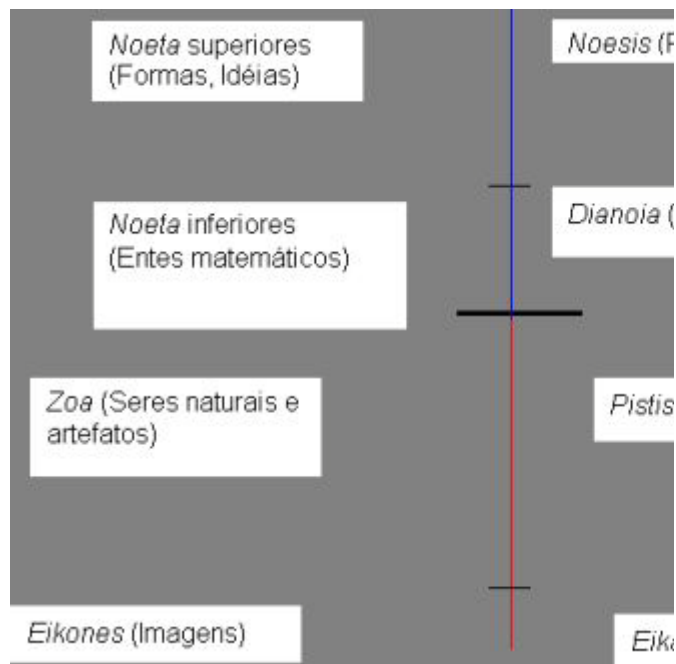 Noeta superiores
(Formas, Idéias)
Noesis
Noeta inferiores
(Entes matemáticos)
Dianoia (
Zoa (Seres naturais e
artefatos)
Pistis
Eikones (Imagens)